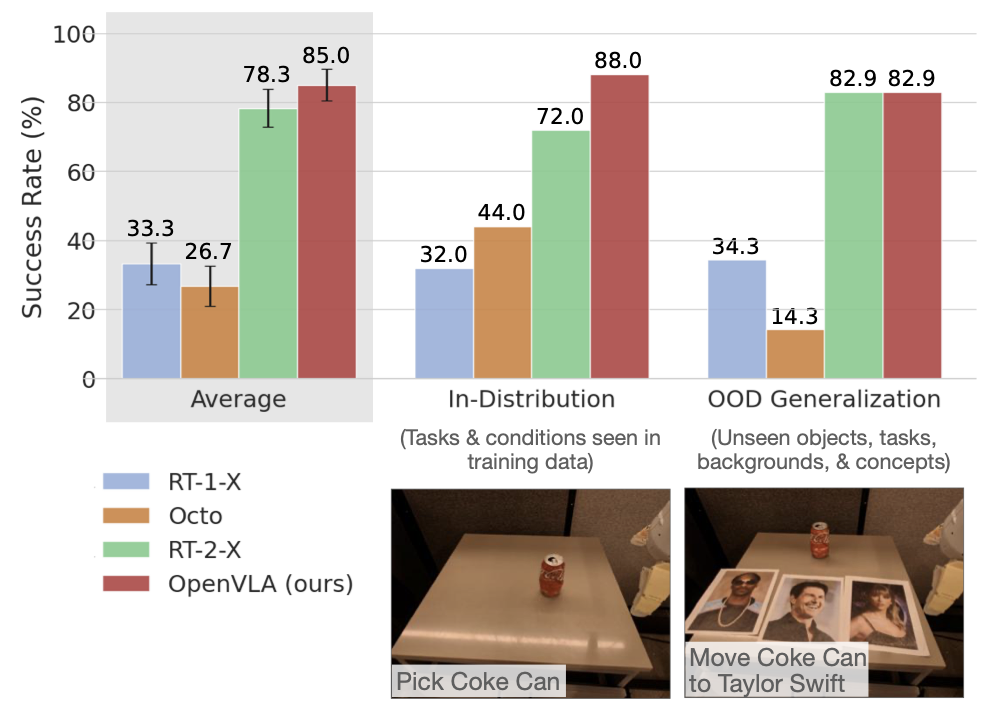 Success Rate (%)
100
80
60
40
20
0
33.3
26.7
78.3
85.0
32.0
44.0
72.0
88.0
34.3
14.3
82.9
82.9
Average
In-Distribution
OOD Generalization
(Tasks & conditions seen in
training data)
(Unseen objects, tasks,
backgrounds, & concepts)
RT-1-X
Octo
RT-2-X
OpenVLA (ours)
Pick Coke Can
Move Coke Can
to Taylor Swift